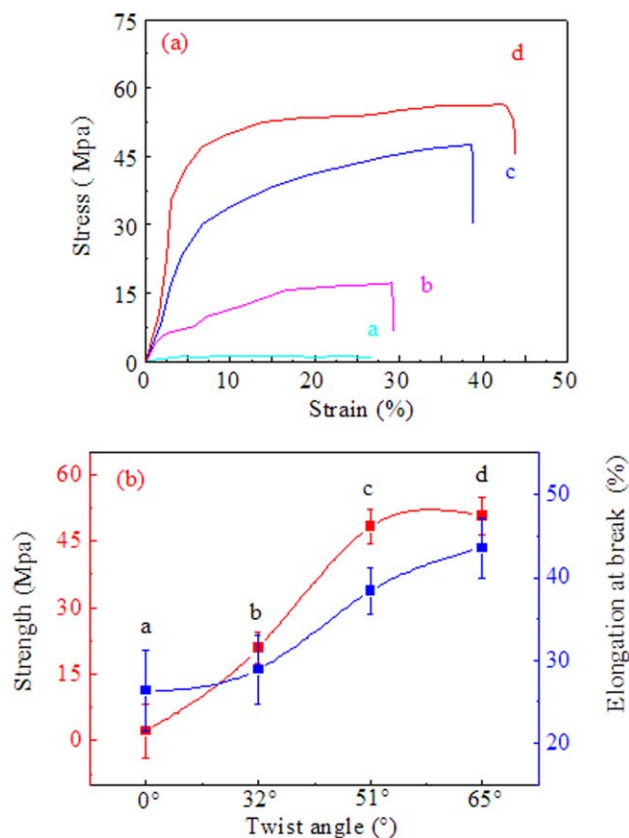 75
(a)
d
60
45
c
30
b
15
a
0
0 10 20 30 40 50
Stress ( Mpa)
Strain (%)
60
(b)
c
d
50
45
40
30
a
b
30
15
20
0
0° 32° 51° 65°
Strength (Mpa)
Elongation at break (%)
Twist angle (°)